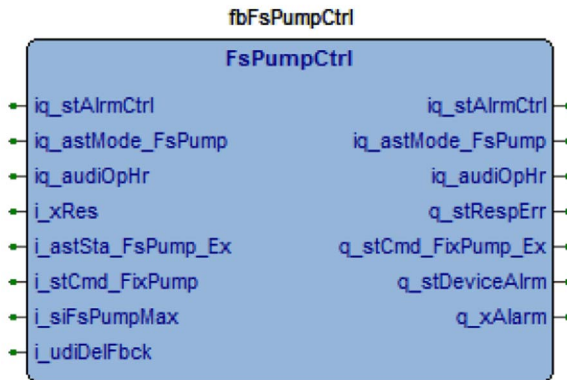 fbFsPumpCtrl
FsPumpCtrl
iq_stAlrmCtrl iq_stAlrmCtrl
iq_astMode_FsPump iq_astMode_FsPump
iq_audiOpHr iq_audiOpHr
i_xRes q_stRespErr
i_astSta_FsPump_Ex q_stCmd_FixPump_Ex
i_stCmd_FixPump q_stDeviceAlrm
i_siFsPumpMax q_xAlarm
i_udiDelFbck